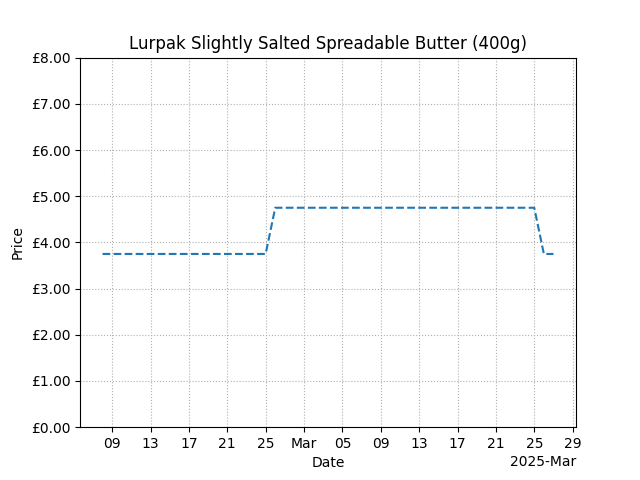 Lurpak Slightly Salted Spreadable Butter (400g)
£8.00
£7.00
£6.00
£5.00
£4.00
£3.00
£2.00
£1.00
£0.00
Price
09 13 17 21 25 Mar 05 09 13 17 21 25 29
Date
2025-Mar